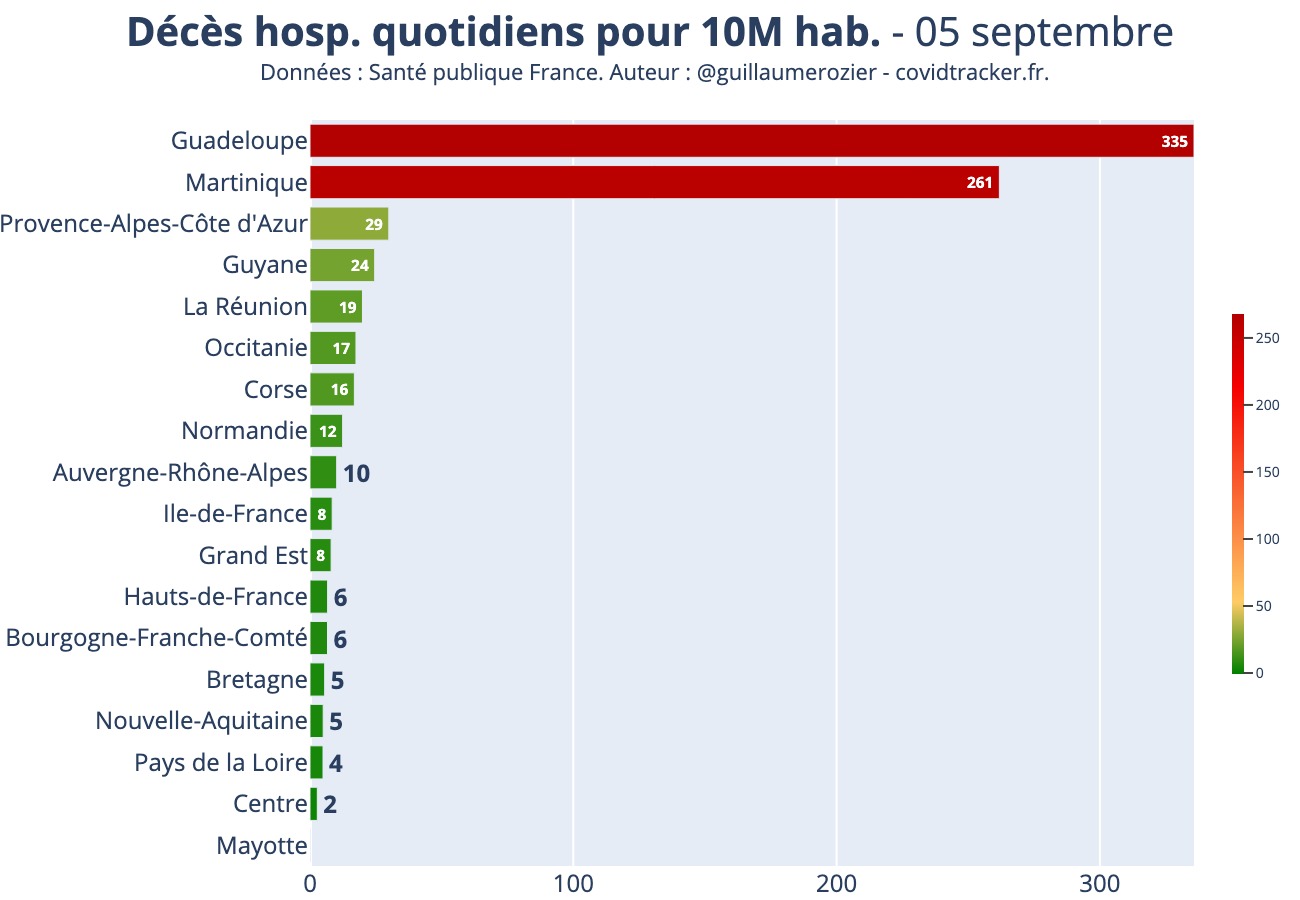 Décès hosp. quotidiens pour 10M hab. - 05 septembre
Données : Santé publique France. Auteur : @guillaumerozier - covidtracker.fr.
Guadeloupe 335
Martinique 261
Provence-Alpes-Côte d'Azur 29
Guyane 24
La Réunion 19
Occitanie 17
Corse 16
Normandie 12
Auvergne-Rhône-Alpes 10
Ile-de-France 8
Grand Est 8
Hauts-de-France 6
Bourgogne-Franche-Comté 6
Bretagne 5
Nouvelle-Aquitaine 5
Pays de la Loire 4
Centre 2
Mayotte
0 100 200 300
250
200
150
100
50
0